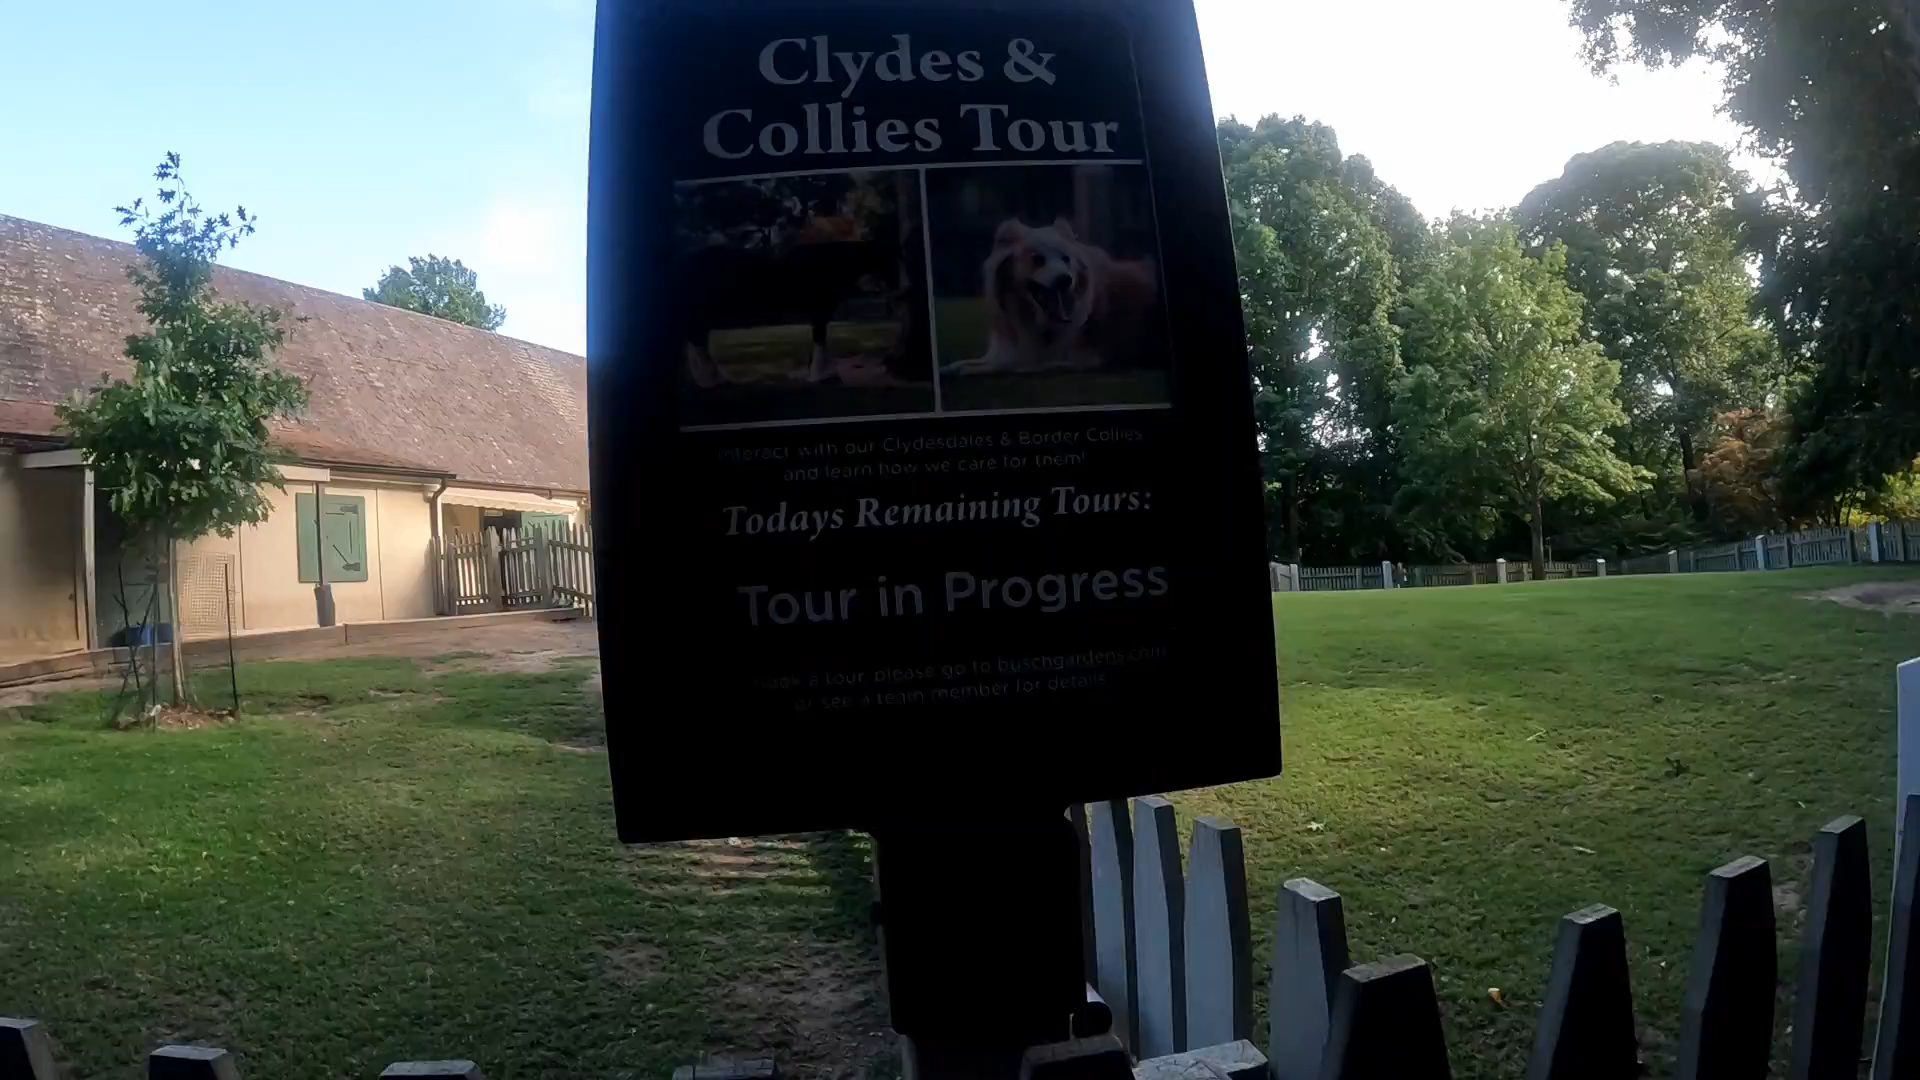 Clydes &
Collies Tour
Interact with our Clydesdales & Border Collies
and learn how we care for them!
Todays Remaining Tours:
Tour in Progress
a tour please go to buschgardens.com
or see a team member for details